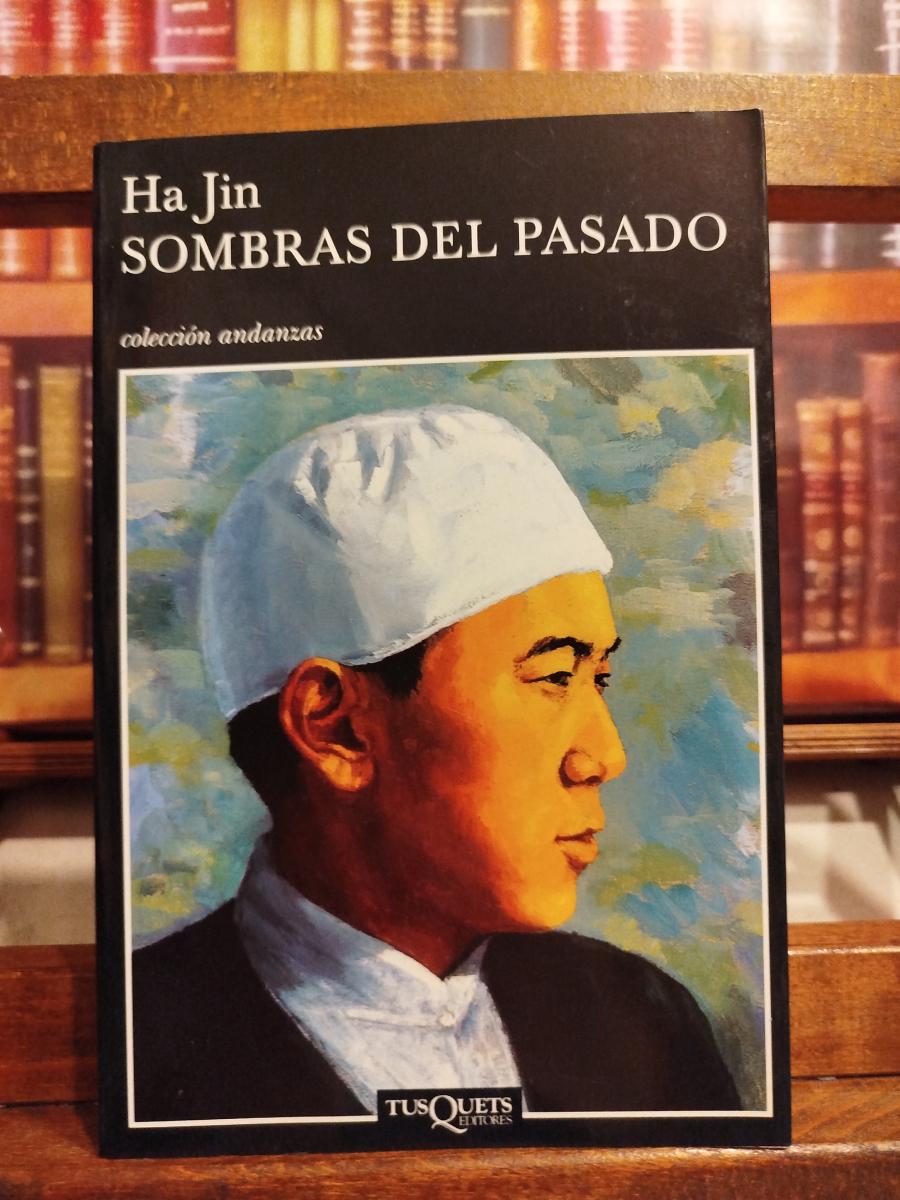 Ha Jin
SOMBRAS DEL PASADO
colección andanzas
TUSQUETS
EDITORES